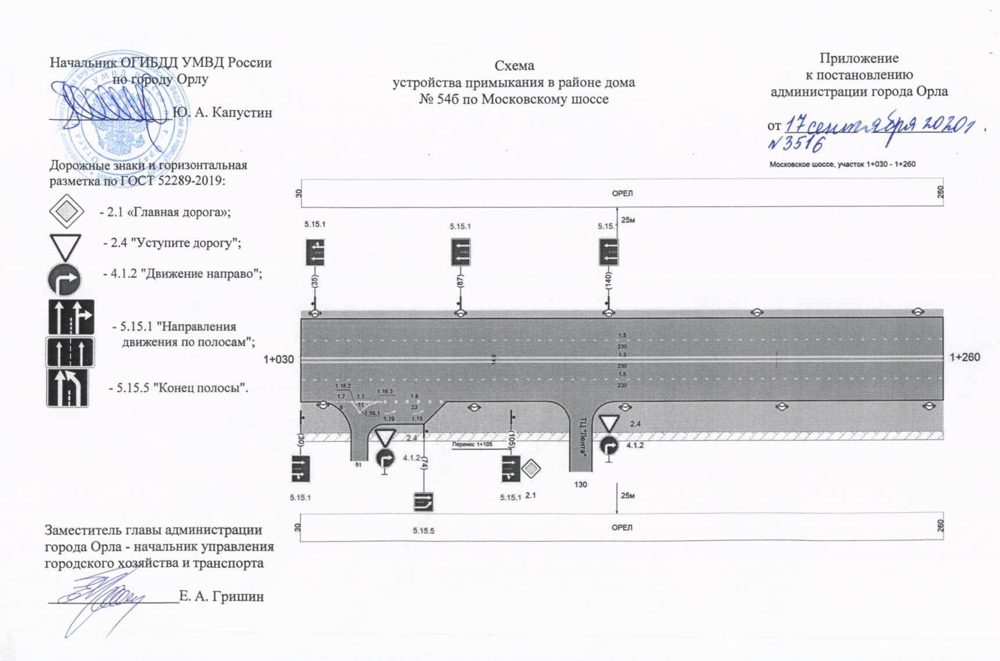 Начальник ОГИБДД УМВД России
по городу Орлу
Ю. А. Капустин
Схема
устройства примыкания в районе дома
№ 54б по Московскому шоссе
Приложение
к постановлению
администрации города Орла
от 17 сентября 2020г.
№3516
Московское шоссе, участок 1+030 - 1+260
Дорожные знаки и горизонтальная
разметка по ГОСТ 52289-2019:
- 2.1 «Главная дорога»;
- 2.4 "Уступите дорогу";
- 4.1.2 "Движение направо";
- 5.15.1 "Направления
движения по полосам";
- 5.15.5 "Конец полосы".
30
ОРЕЛ
260
25м
5.15.1
5.15.1
5.15.1
(35)
(87)
(140)
1+030
1+260
1.5
230
1.3
14.0
230
1.5
230
1.16.2
1.16.3
1.7
1.1
1.8
9
11
23
1.16.1
1.19
1.19
(30)
2.4
Перенос 1+105
(105)
ТЦ "Лента"
2.4
4.1.2
4.1.2
(74)
51
130
5.15.1
5.15.1
2.1
25м
30
5.15.5
ОРЕЛ
260
Заместитель главы администрации
города Орла - начальник управления
городского хозяйства и транспорта
Е. А. Гришин